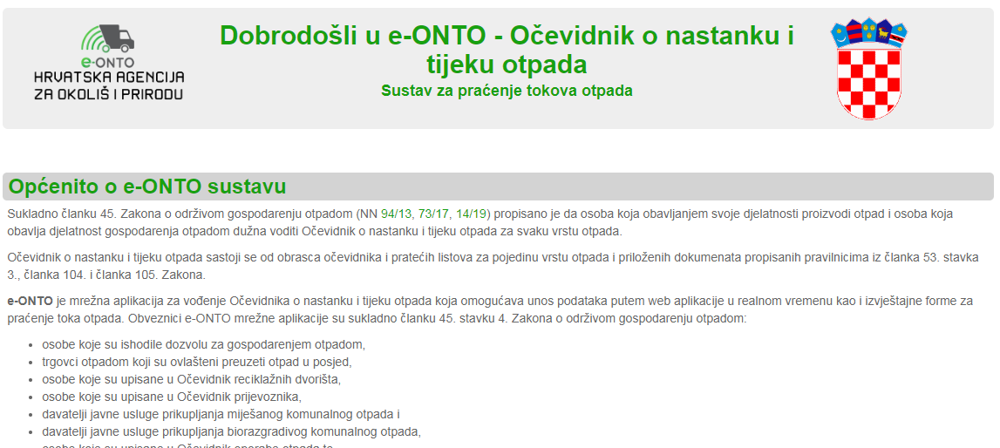 e-ONTO
HRVATSKA AGENCIJA
ZA OKOLIŠ I PRIRODU
Dobrodošli u e-ONTO - Očevidnik o nastanku i
tijeku otpada
Sustav za praćenje tokova otpada
Općenito o e-ONTO sustavu
Sukladno članku 45. Zakona o održivom gospodarenju otpadom (NN 94/13, 73/17, 14/19) propisano je da osoba koja obavljanjem svoje djelatnosti proizvodi otpad i osoba koja
obavlja djelatnost gospodarenja otpadom dužna voditi Očevidnik o nastanku i tijeku otpada za svaku vrstu otpada.
Očevidnik o nastanku i tijeku otpada sastoji se od obrasca očevidnika i pratećih listova za pojedinu vrstu otpada i priloženih dokumenata propisanih pravilnicima iz članka 53. stavka
3., članka 104. i članka 105. Zakona.
e-ONTO je mrežna aplikacija za vođenje Očevidnika o nastanku i tijeku otpada koja omogućava unos podataka putem web aplikacije u realnom vremenu kao i izvještajne forme za
praćenje toka otpada. Obveznici e-ONTO mrežne aplikacije su sukladno članku 45. stavku 4. Zakona o održivom gospodarenju otpadom:
• osobe koje su ishodile dozvolu za gospodarenjem otpadom,
• trgovci otpadom koji su ovlašteni preuzeti otpad u posjed,
• osobe koje su upisane u Očevidnik reciklažnih dvorišta,
• osobe koje su upisane u Očevidnik prijevoznika,
• davatelji javne usluge prikupljanja miješanog komunalnog otpada i
• davatelji javne usluge prikupljanja biorazgradivog komunalnog otpada,